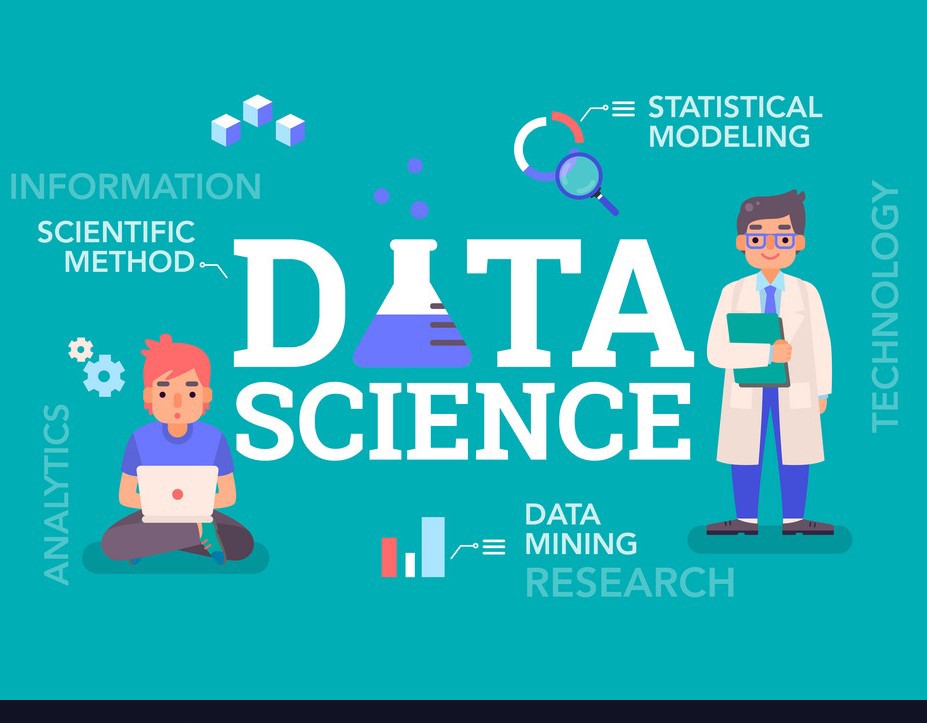 STATISTICAL
MODELING
INFORMATION
SCIENTIFIC
METHOD
TECHNOLOGY
DATA
SCIENCE
ANALYTICS
DATA
MINING
RESEARCH